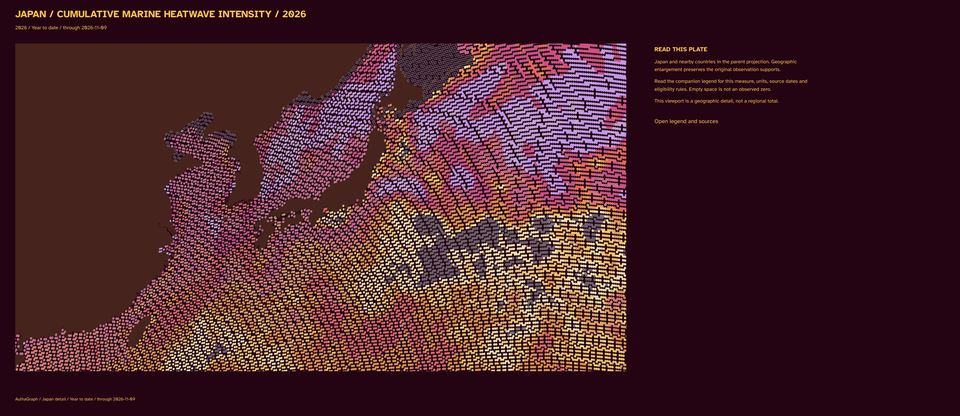 JAPAN / CUMULATIVE MARINE HEATWAVE INTENSITY / 2026
2026 / Year to date / through 2026-11-09
READ THIS PLATE
Japan and nearby countries in the parent projection. Geographic
enlargement preserves the original observation supports.
Read the companion legend for this measure, units, source dates and
eligibility rules. Empty space is not an observed zero.
This viewport is a geographic detail, not a regional total.
Open legend and sources
AuthaGraph / Japan detail / Year to date / through 2026-11-09